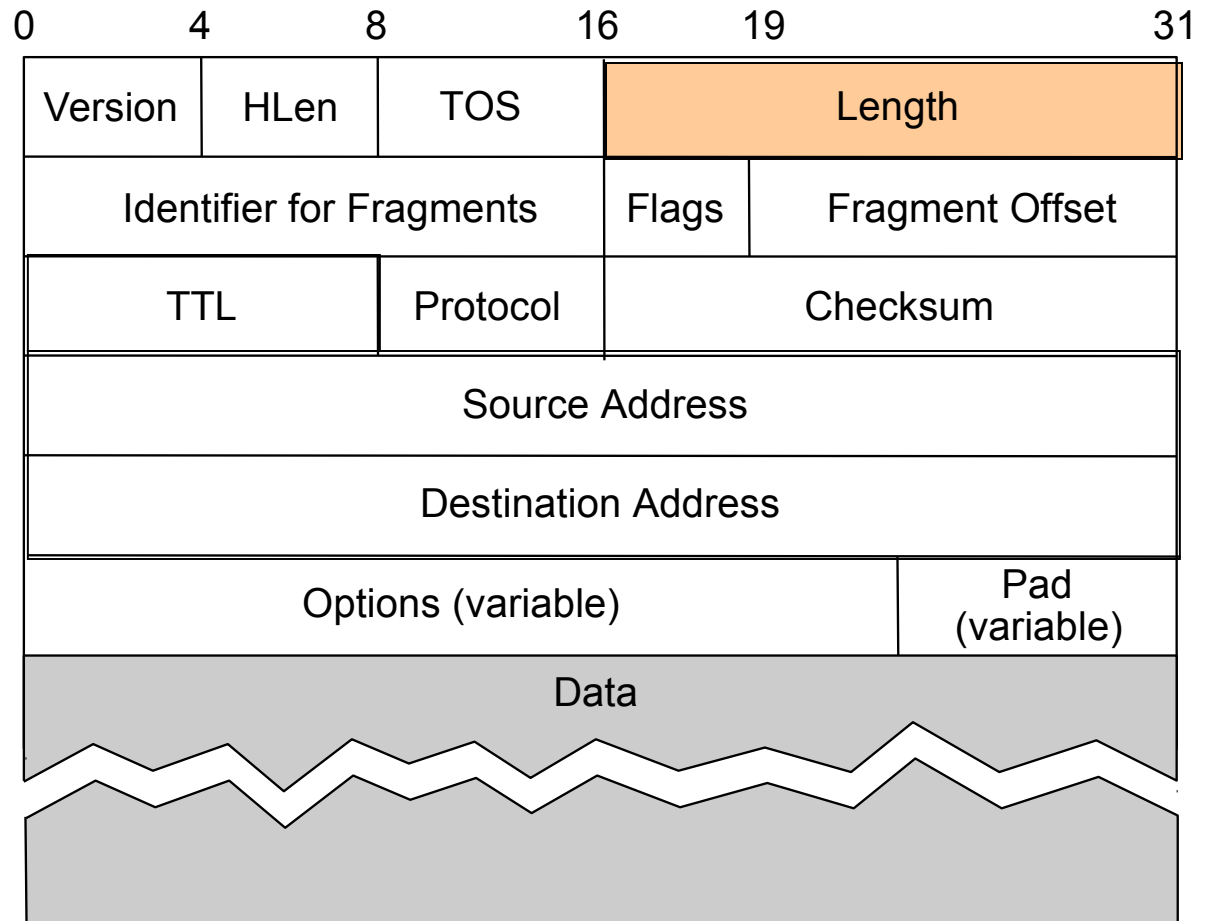 0 4 8 16 19 31
Version HLen TOS Length
Identifier for Fragments Flags Fragment Offset
TTL Protocol Checksum
Source Address
Destination Address
Options (variable) Pad
(variable)
Data